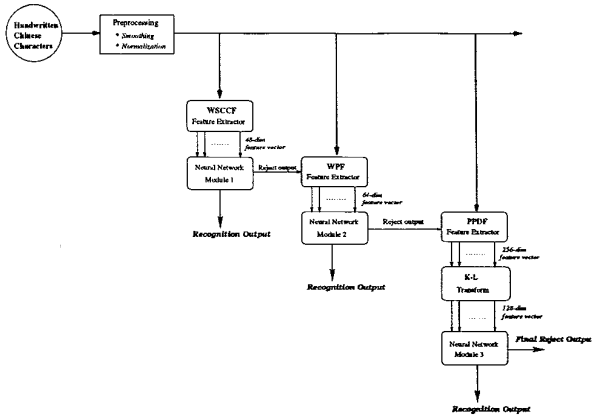 Handwritten
Chinese
Characters
Preprocessing
* Smoothing
* Normalization
WSCCF
Feature Extractor
........
48-dim
feature vector
Neural Network
Module 1
Reject output
Recognition Output
WPF
Feature Extractor
........
64-dim
feature vector
Neural Network
Module 2
Reject output
Recognition Output
PPDF
Feature Extractor
........
256-dim
feature vector
K-L
Transform
........
128-dim
feature vector
Neural Network
Module 3
Final Reject Output
Recognition Output